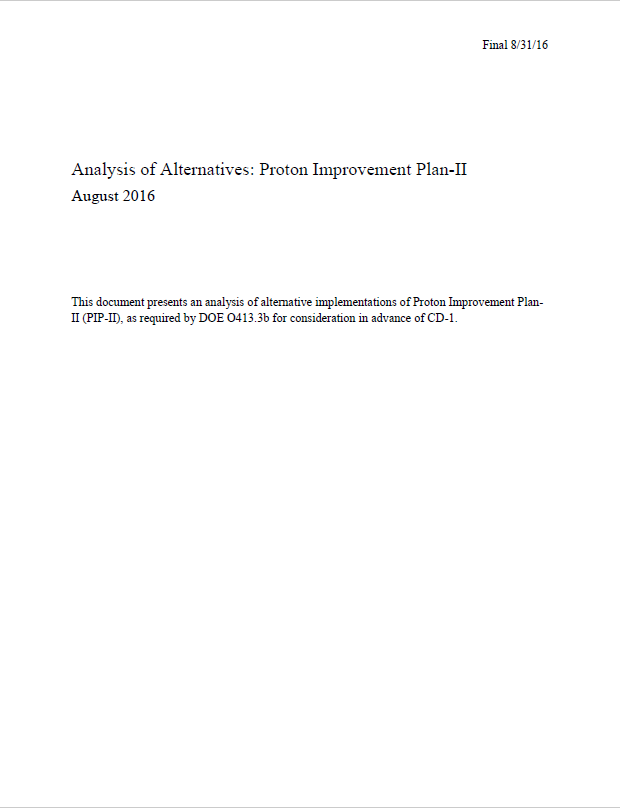 Final 8/31/16
Analysis of Alternatives: Proton Improvement Plan-II
August 2016
This document presents an analysis of alternative implementations of Proton Improvement Plan-
II (PIP-II), as required by DOE O413.3b for consideration in advance of CD-1.